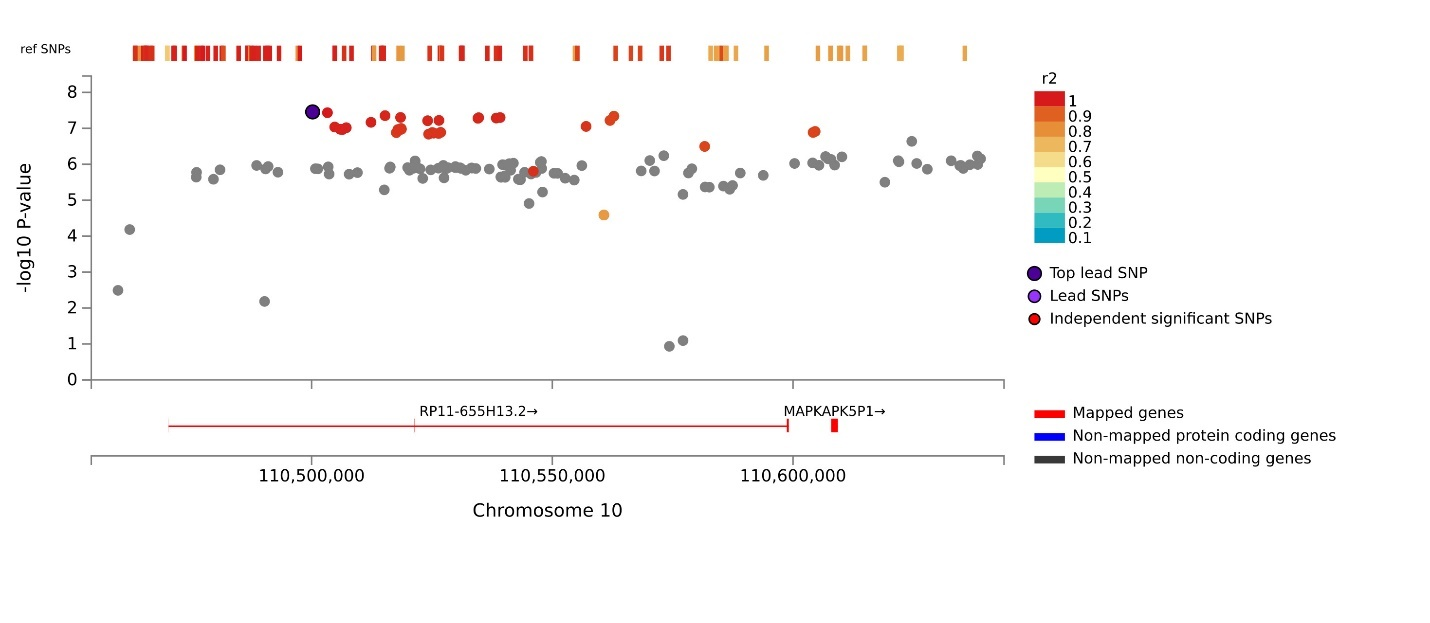 ref SNPs
r2
8
7
6
5
4
3
2
1
0
-log10 P-value
1
0.9
0.8
0.7
0.6
0.5
0.4
0.3
0.2
0.1
Top lead SNP
Lead SNPs
Independent significant SNPs
RP11-655H13.2→
MAPKAPK5P1→
Mapped genes
Non-mapped protein coding genes
Non-mapped non-coding genes
110,500,000
110,550,000
110,600,000
Chromosome 10